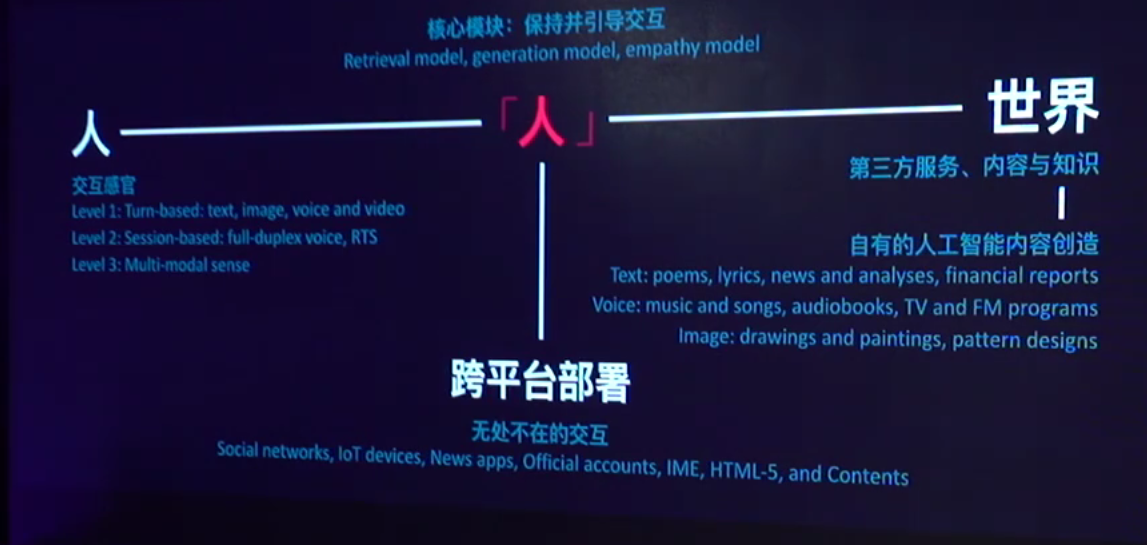 核心模块：保持并引导交互
Retrieval model, generation model, empathy model
人
「人」
世界
交互感官
Level 1: Turn-based: text, image, voice and video
Level 2: Session-based: full-duplex voice, RTS
Level 3: Multi-modal sense
第三方服务、内容与知识
自有的人工智能内容创造
Text: poems, lyrics, news and analyses, financial reports
Voice: music and songs, audiobooks, TV and FM programs
Image: drawings and paintings, pattern designs
跨平台部署
无处不在的交互
Social networks, IoT devices, News apps, Official accounts, IME, HTML-5, and Contents